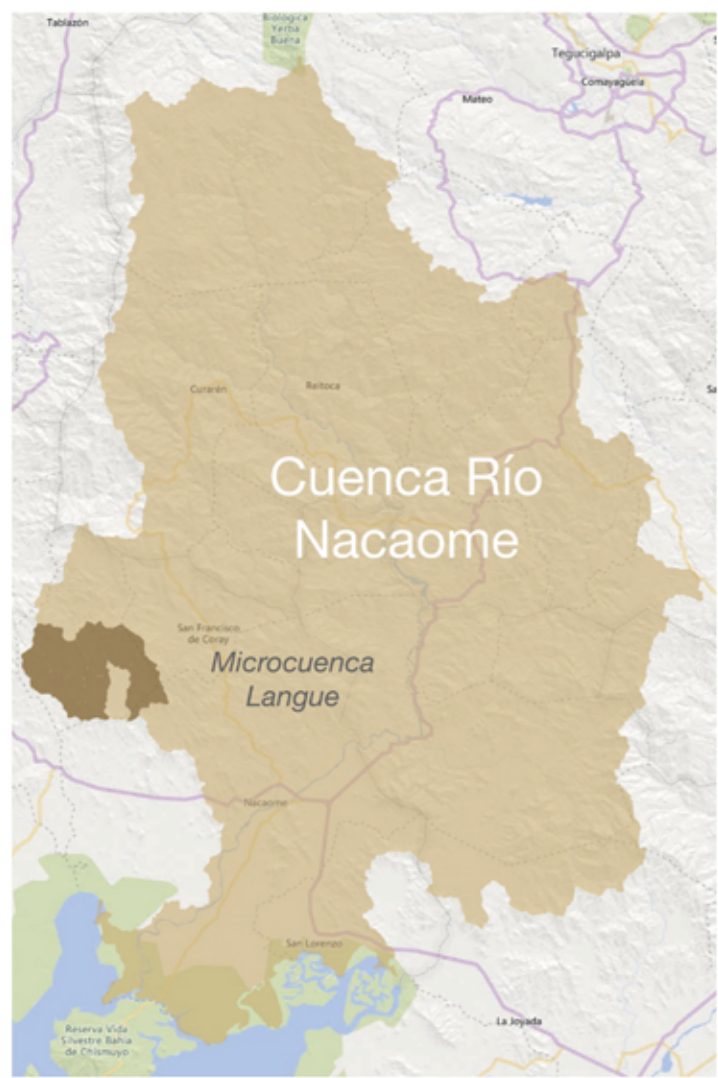 Tablazón
Biológica
Yerba
Buena
Tegucigalpa
Comayagüela
Mateo
Curarén
Reitoca
Cuenca Río
Nacaome
San Francisco
de Coray
Microcuenca
Langue
Nacaome
San Lorenzo
La Joyada
Reserva Vida
Silvestre Bahia
de Chismuyo